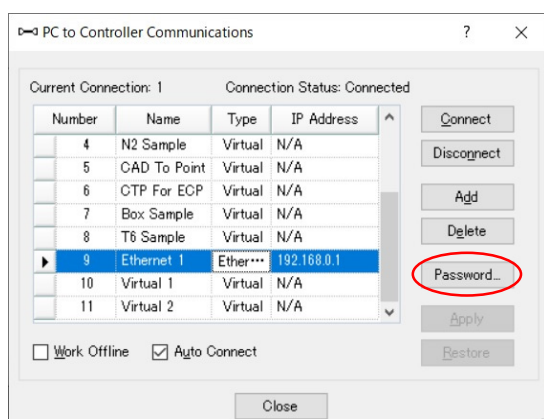 PC to Controller Communications ? ×
Current Connection: 1 Connection Status: Connected
Number Name Type IP Address
4 N2 Sample Virtual N/A
5 CAD To Point Virtual N/A
6 CTP For ECP Virtual N/A
7 Box Sample Virtual N/A
8 T6 Sample Virtual N/A
9 Ethernet 1 Ether… 192.168.0.1
10 Virtual 1 Virtual N/A
11 Virtual 2 Virtual N/A
Connect
Disconnect
Add
Delete
Password...
Apply
Restore
Work Offline Auto Connect
Close